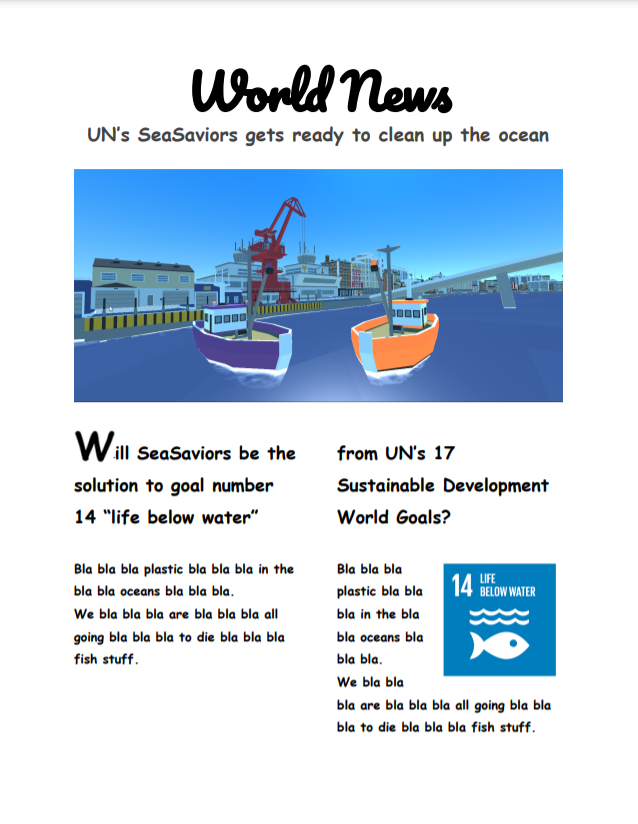 World News
UN's SeaSaviors gets ready to clean up the ocean
Will SeaSaviors be the
solution to goal number
14 “life below water”
from UN's 17
Sustainable Development
World Goals?
Bla bla bla plastic bla bla bla in the
bla bla oceans bla bla bla.
We bla bla bla are bla bla bla all
going bla bla bla to die bla bla bla
fish stuff.
Bla bla bla
plastic bla bla
bla in the bla
bla oceans bla
bla bla.
We bla bla
bla are bla bla bla all going bla bla
bla to die bla bla bla fish stuff.
14 LIFE
BELOW WATER